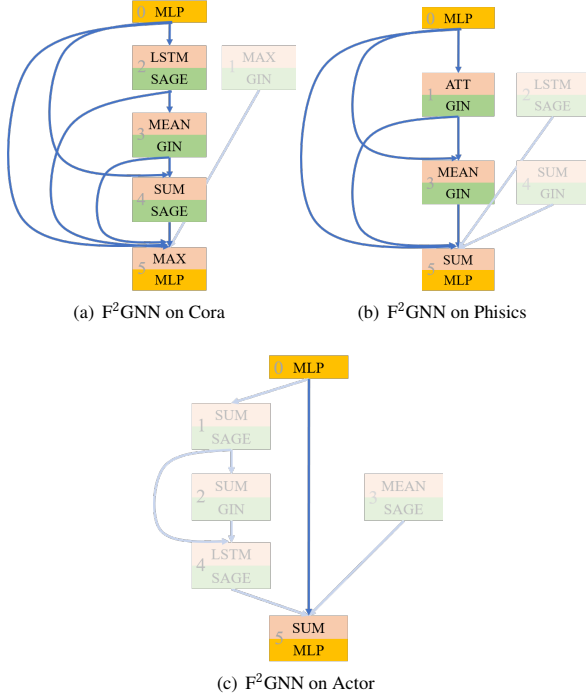 0 MLP
2 LSTM
SAGE
1 MAX
GIN
3 MEAN
GIN
4 SUM
SAGE
5 MAX
MLP
(a) F²GNN on Cora
0 MLP
1 ATT
GIN
2 LSTM
SAGE
3 MEAN
GIN
4 SUM
GIN
5 SUM
MLP
(b) F²GNN on Phisics
0 MLP
1 SUM
SAGE
2 SUM
GIN
3 MEAN
SAGE
4 LSTM
SAGE
5 SUM
MLP
(c) F²GNN on Actor